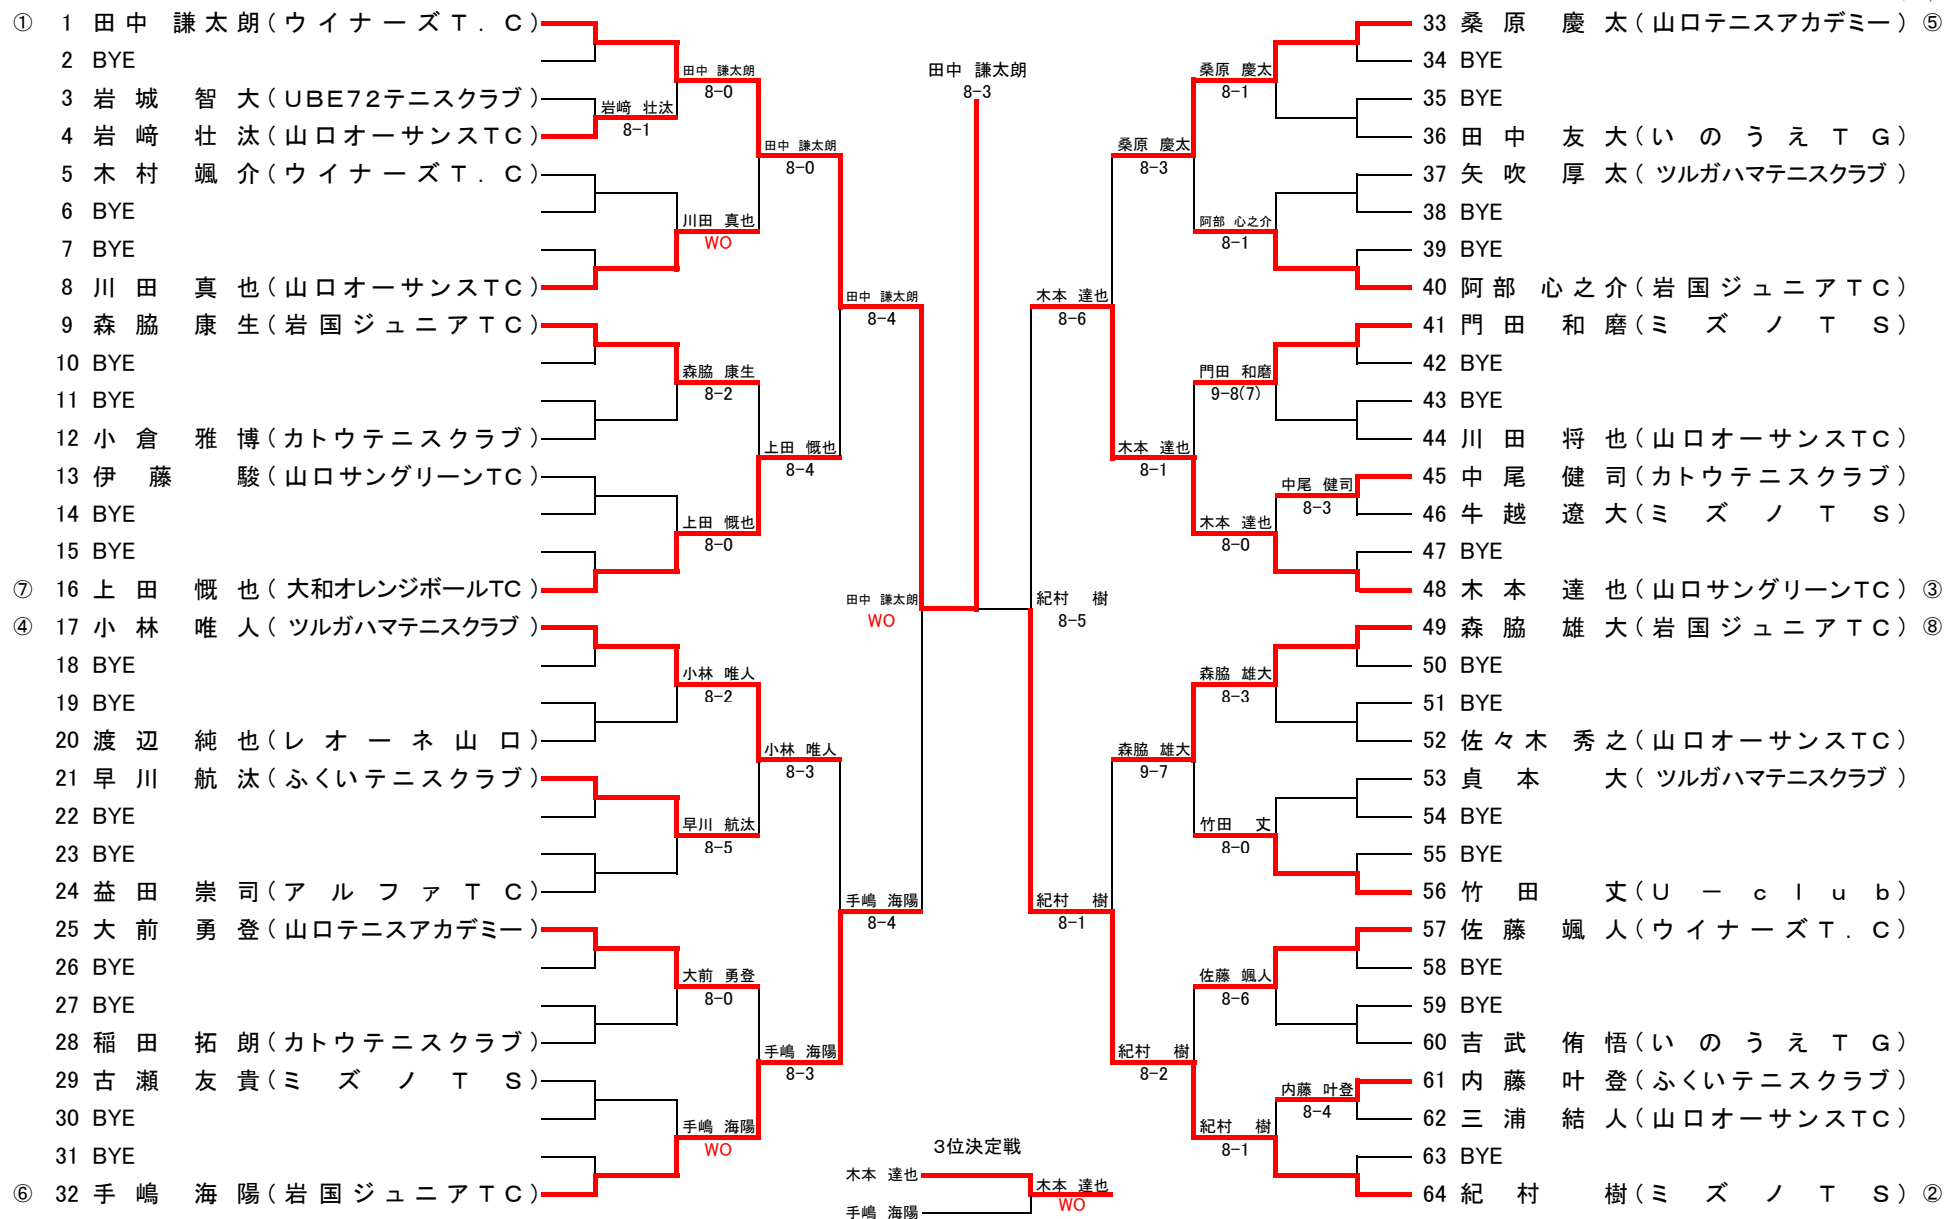 ① 1 田中 謙太朗(ウイナーズT.C)
2 BYE
3 岩城 智大(UBE72テニスクラブ)
4 岩﨑 壮汰(山口オーサンスTC)
5 木村 颯介(ウイナーズT.C)
6 BYE
7 BYE
8 川田 真也(山口オーサンスTC)
9 森脇 康生(岩国ジュニアTC)
10 BYE
11 BYE
12 小倉 雅博(カトウテニスクラブ)
13 伊藤 駿(山口サングリーンTC)
14 BYE
15 BYE
⑦ 16 上田 慨也(大和オレンジボールTC)
④ 17 小林 唯人(ツルガハマテニスクラブ)
18 BYE
19 BYE
20 渡辺 純也(レオーネ山口)
21 早川 航汰(ふくいテニスクラブ)
22 BYE
23 BYE
24 益田 崇司(アルファTC)
25 大前 勇登(山口テニスアカデミー)
26 BYE
27 BYE
28 稲田 拓朗(カトウテニスクラブ)
29 古瀬 友貴(ミズノTS)
30 BYE
31 BYE
⑥ 32 手嶋 海陽(岩国ジュニアTC)
岩﨑 壮汰
8-1
田中 謙太朗
8-0
川田 真也
WO
森脇 康生
8-2
上田 慨也
8-0
小林 唯人
8-2
早川 航汰
8-5
大前 勇登
8-0
手嶋 海陽
WO
田中 謙太朗
8-0
上田 慨也
8-4
小林 唯人
8-3
手嶋 海陽
8-3
田中 謙太朗
8-4
手嶋 海陽
8-4
田中 謙太朗
WO
田中 謙太朗
8-3
紀村 樹
8-5
木本 達也
8-6
紀村 樹
8-1
桑原 慶太
8-3
木本 達也
8-1
森脇 雄大
9-7
紀村 樹
8-2
桑原 慶太
8-1
阿部 心之介
8-1
門田 和磨
9-8(7)
木本 達也
8-0
森脇 雄大
8-3
竹田 丈
8-0
佐藤 颯人
8-6
紀村 樹
8-1
中尾 健司
8-3
内藤 叶登
8-4
33 桑原 慶太(山口テニスアカデミー) ⑤
34 BYE
35 BYE
36 田中 友大(いのうえTG)
37 矢吹 厚太(ツルガハマテニスクラブ)
38 BYE
39 BYE
40 阿部 心之介(岩国ジュニアTC)
41 門田 和磨(ミズノTS)
42 BYE
43 BYE
44 川田 将也(山口オーサンスTC)
45 中尾 健司(カトウテニスクラブ)
46 牛越 遼大(ミズノTS)
47 BYE
48 木本 達也(山口サングリーンTC) ③
49 森脇 雄大(岩国ジュニアTC) ⑧
50 BYE
51 BYE
52 佐々木 秀之(山口オーサンスTC)
53 貞本 大(ツルガハマテニスクラブ)
54 BYE
55 BYE
56 竹田 丈(U－club)
57 佐藤 颯人(ウイナーズT.C)
58 BYE
59 BYE
60 吉武 侑悟(いのうえTG)
61 内藤 叶登(ふくいテニスクラブ)
62 三浦 結人(山口オーサンスTC)
63 BYE
64 紀村 樹(ミズノTS) ②
3位決定戦
木本 達也
手嶋 海陽
木本 達也
WO